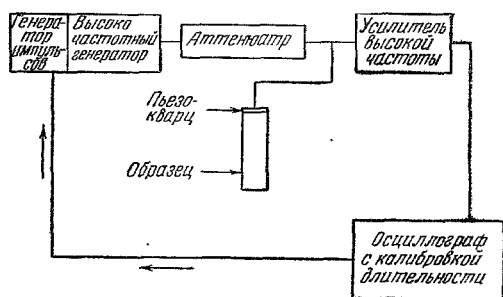 Генера-
тор
импуль-
сов
Высоко
частотный
генератор
Аттенюатр
Усилитель
высокой
частоты
Пьезо-
кварц
Образец
Осциллограф
с калибровкой
длительности